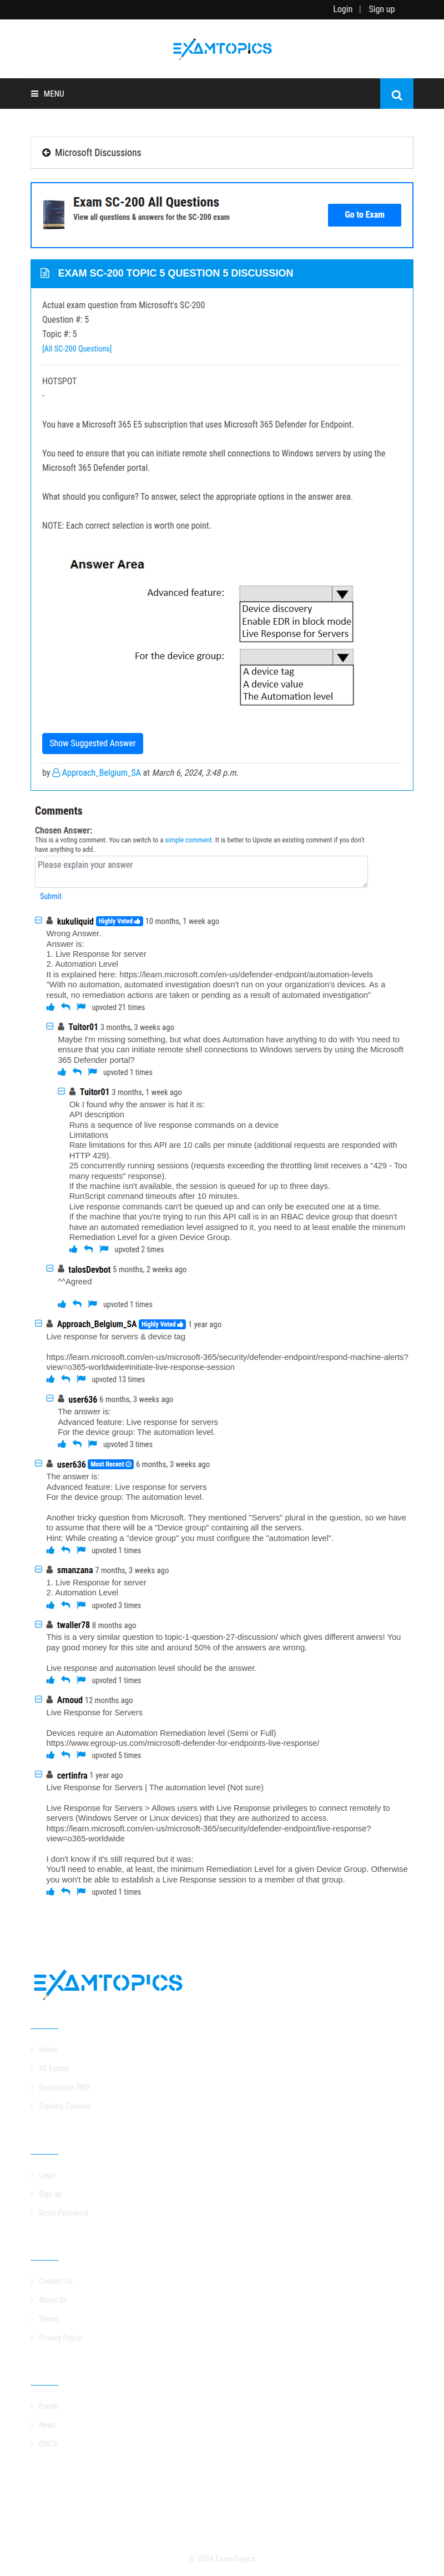 Login | Sign up
EXAMTOPICS
MENU
Microsoft Discussions
Exam SC-200 All Questions
View all questions & answers for the SC-200 exam
Go to Exam
EXAM SC-200 TOPIC 5 QUESTION 5 DISCUSSION
Actual exam question from Microsoft's SC-200
Question #: 5
Topic #: 5
[All SC-200 Questions]
HOTSPOT
-
You have a Microsoft 365 E5 subscription that uses Microsoft 365 Defender for Endpoint.
You need to ensure that you can initiate remote shell connections to Windows servers by using the
Microsoft 365 Defender portal.
What should you configure? To answer, select the appropriate options in the answer area.
NOTE: Each correct selection is worth one point.
Answer Area
Advanced feature:
Device discovery
Enable EDR in block mode
Live Response for Servers
For the device group:
A device tag
A device value
The Automation level
Show Suggested Answer
by Approach_Belgium_SA at March 6, 2024, 3:48 p.m.
Comments
Chosen Answer:
This is a voting comment. You can switch to a simple comment. It is better to Upvote an existing comment if you don't
have anything to add.
Please explain your answer
Submit
kukuliquid Highly Voted 10 months, 1 week ago
Wrong Answer.
Answer is:
1. Live Response for server
2. Automation Level
It is explained here: https://learn.microsoft.com/en-us/defender-endpoint/automation-levels
"With no automation, automated investigation doesn't run on your organization's devices. As a
result, no remediation actions are taken or pending as a result of automated investigation"
upvoted 21 times
Tuitor01 3 months, 3 weeks ago
Maybe I'm missing something, but what does Automation have anything to do with You need to
ensure that you can initiate remote shell connections to Windows servers by using the Microsoft
365 Defender portal?
upvoted 1 times
Tuitor01 3 months, 1 week ago
Ok I found why the answer is hat it is:
API description
Runs a sequence of live response commands on a device
Limitations
Rate limitations for this API are 10 calls per minute (additional requests are responded with
HTTP 429).
25 concurrently running sessions (requests exceeding the throttling limit receive a "429 - Too
many requests" response).
If the machine isn't available, the session is queued for up to three days.
RunScript command timeouts after 10 minutes.
Live response commands can't be queued up and can only be executed one at a time.
If the machine that you're trying to run this API call is in an RBAC device group that doesn't
have an automated remediation level assigned to it, you need to at least enable the minimum
Remediation Level for a given Device Group.
upvoted 2 times
talosDevbot 5 months, 2 weeks ago
^^Agreed
upvoted 1 times
Approach_Belgium_SA Highly Voted 1 year ago
Live response for servers & device tag
https://learn.microsoft.com/en-us/microsoft-365/security/defender-endpoint/respond-machine-alerts?
view=o365-worldwide#initiate-live-response-session
upvoted 13 times
user636 6 months, 3 weeks ago
The answer is:
Advanced feature: Live response for servers
For the device group: The automation level.
upvoted 3 times
user636 Most Recent 6 months, 3 weeks ago
The answer is:
Advanced feature: Live response for servers
For the device group: The automation level.
Another tricky question from Microsoft. They mentioned "Servers" plural in the question, so we have
to assume that there will be a "Device group" containing all the servers.
Hint: While creating a "device group" you must configure the "automation level".
upvoted 1 times
smanzana 7 months, 3 weeks ago
1. Live Response for server
2. Automation Level
upvoted 3 times
twaller78 8 months ago
This is a very similar question to topic-1-question-27-discussion/ which gives different anwers! You
pay good money for this site and around 50% of the answers are wrong.
Live response and automation level should be the answer.
upvoted 1 times
Arnoud 12 months ago
Live Response for Servers
Devices require an Automation Remediation level (Semi or Full)
https://www.egroup-us.com/microsoft-defender-for-endpoints-live-response/
upvoted 5 times
certinfra 1 year ago
Live Response for Servers | The automation level (Not sure)
Live Response for Servers > Allows users with Live Response privileges to connect remotely to
servers (Windows Server or Linux devices) that they are authorized to access.
https://learn.microsoft.com/en-us/microsoft-365/security/defender-endpoint/live-response?
view=o365-worldwide
I don't know if it's still required but it was:
You'll need to enable, at least, the minimum Remediation Level for a given Device Group. Otherwise
you won't be able to establish a Live Response session to a member of that group.
upvoted 1 times
EXAMTOPICS
Home
All Exams
Examtopics PRO
Training Courses
Login
Sign up
Reset Password
Contact Us
About Us
Terms
Privacy Policy
Forum
News
DMCA
© 2024 ExamTopics